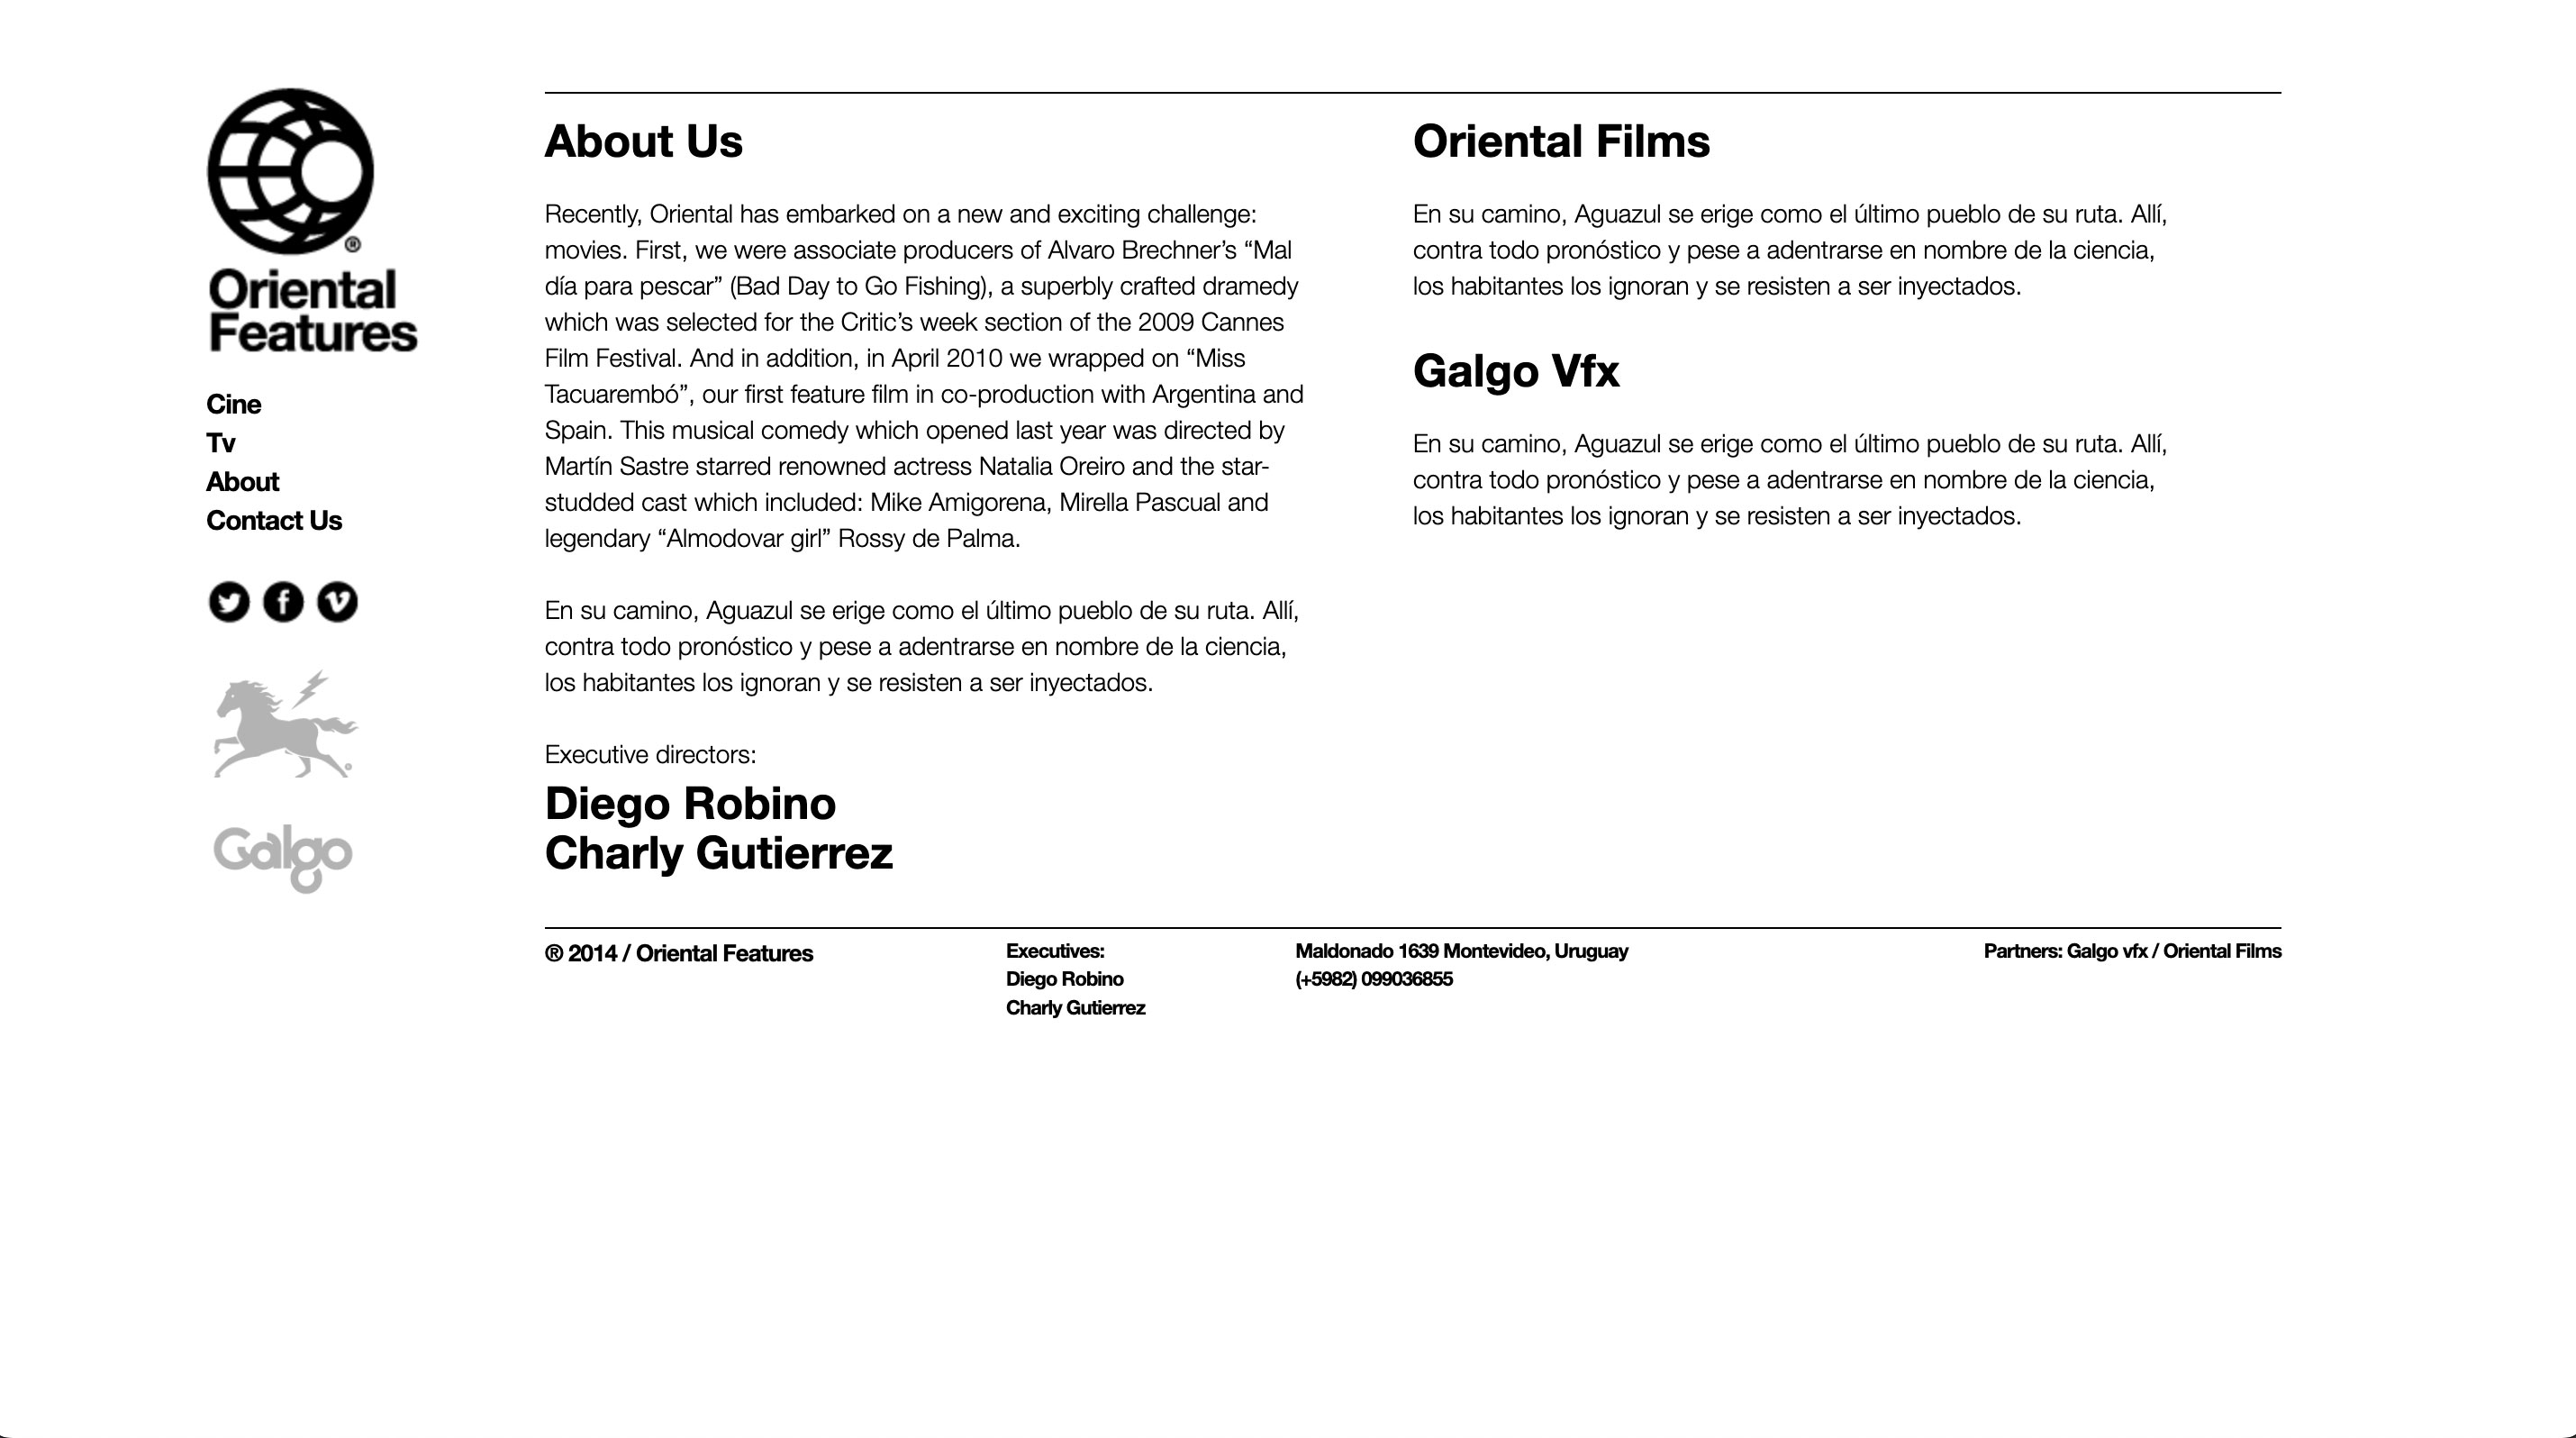 ®
Oriental
Features
Cine
Tv
About
Contact Us
Galgo
About Us
Recently, Oriental has embarked on a new and exciting challenge:
movies. First, we were associate producers of Alvaro Brechner’s “Mal
día para pescar” (Bad Day to Go Fishing), a superbly crafted dramedy
which was selected for the Critic’s week section of the 2009 Cannes
Film Festival. And in addition, in April 2010 we wrapped on “Miss
Tacuarembó”, our first feature film in co-production with Argentina and
Spain. This musical comedy which opened last year was directed by
Martín Sastre starred renowned actress Natalia Oreiro and the star-
studded cast which included: Mike Amigorena, Mirella Pascual and
legendary “Almodovar girl” Rossy de Palma.
En su camino, Aguazul se erige como el último pueblo de su ruta. Allí,
contra todo pronóstico y pese a adentrarse en nombre de la ciencia,
los habitantes los ignoran y se resisten a ser inyectados.
Executive directors:
Diego Robino
Charly Gutierrez
Oriental Films
En su camino, Aguazul se erige como el último pueblo de su ruta. Allí,
contra todo pronóstico y pese a adentrarse en nombre de la ciencia,
los habitantes los ignoran y se resisten a ser inyectados.
Galgo Vfx
En su camino, Aguazul se erige como el último pueblo de su ruta. Allí,
contra todo pronóstico y pese a adentrarse en nombre de la ciencia,
los habitantes los ignoran y se resisten a ser inyectados.
® 2014 / Oriental Features
Executives:
Diego Robino
Charly Gutierrez
Maldonado 1639 Montevideo, Uruguay
(+5982) 099036855
Partners: Galgo vfx / Oriental Films